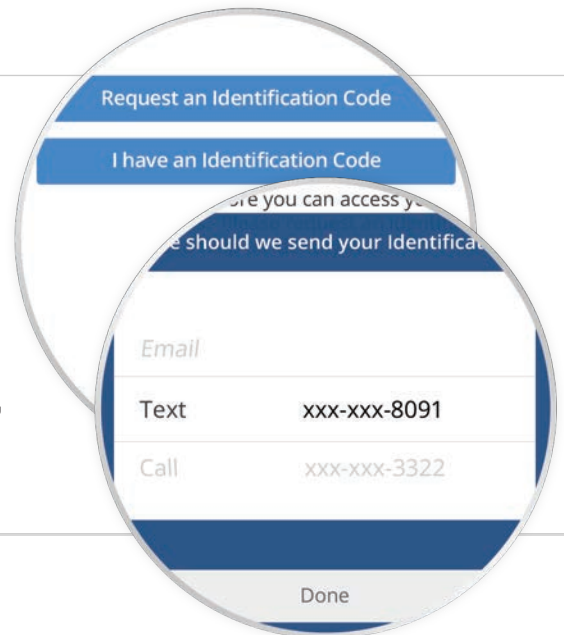 Request an Identification Code
I have an Identification Code
you can access
should we send your
Email
Text xxx-xxx-8091
Call xxx-xxx-3322
Done